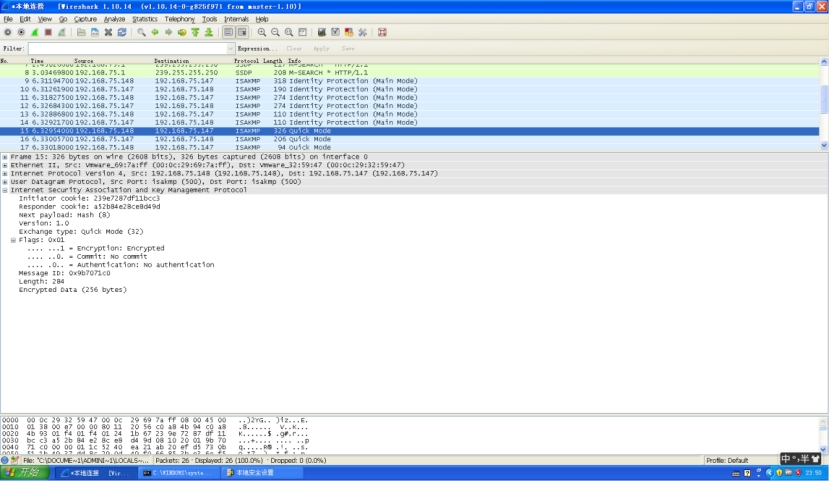 *本地连接 [Wireshark 1.10.14 (v1.10.14-0-g825f971 from master-1.10)]
File Edit View Go Capture Analyze Statistics Telephony Tools Internals Help
Filter: Expression... Clear Apply Save
No. Time Source Destination Protocol Length Info
8 3.03469800 192.168.75.1 239.255.255.250 SSDP 208 M-SEARCH * HTTP/1.1
9 6.31194700 192.168.75.148 192.168.75.147 ISAKMP 318 Identity Protection (Main Mode)
10 6.31261900 192.168.75.147 192.168.75.148 ISAKMP 190 Identity Protection (Main Mode)
11 6.31827500 192.168.75.148 192.168.75.147 ISAKMP 274 Identity Protection (Main Mode)
12 6.32684300 192.168.75.147 192.168.75.148 ISAKMP 274 Identity Protection (Main Mode)
13 6.32886800 192.168.75.148 192.168.75.147 ISAKMP 110 Identity Protection (Main Mode)
14 6.32921700 192.168.75.147 192.168.75.148 ISAKMP 110 Identity Protection (Main Mode)
15 6.32954000 192.168.75.148 192.168.75.147 ISAKMP 326 Quick Mode
16 6.33005700 192.168.75.147 192.168.75.148 ISAKMP 206 Quick Mode
17 6.33018000 192.168.75.148 192.168.75.147 ISAKMP 94 Quick Mode
Frame 15: 326 bytes on wire (2608 bits), 326 bytes captured (2608 bits) on interface 0
Ethernet II, Src: Vmware_69:7a:ff (00:0c:29:69:7a:ff), Dst: Vmware_32:59:47 (00:0c:29:32:59:47)
Internet Protocol Version 4, Src: 192.168.75.148 (192.168.75.148), Dst: 192.168.75.147 (192.168.75.147)
User Datagram Protocol, Src Port: isakmp (500), Dst Port: isakmp (500)
Internet Security Association and Key Management Protocol
Initiator cookie: 239e7287df11bcc3
Responder cookie: a52b84e28ce8d49d
Next payload: Hash (8)
Version: 1.0
Exchange type: Quick Mode (32)
Flags: 0x01
.... ...1 = Encryption: Encrypted
.... ..0. = Commit: No commit
.... .0.. = Authentication: No authentication
Message ID: 0x9b7071c0
Length: 284
Encrypted Data (256 bytes)
0000 00 0c 29 32 59 47 00 0c 29 69 7a ff 08 00 45 00 ..)2YG.. )iz...E.
0010 01 38 00 e7 00 00 80 11 20 56 c0 a8 4b 94 c0 a8 .8...... V..K...
0020 4b 93 01 f4 01 f4 01 24 1b 67 23 9e 72 87 df 11 K......$ .g#.r...
0030 bc c3 a5 2b 84 e2 8c e8 d4 9d 08 10 20 01 9b 70 ...+.... .... ..p
0040 71 c0 00 00 01 1c 52 40 ea 21 ab 20 ef d5 73 0b q.....R@ .!. ..s.
File: "C:\DOCUME~1\ADMINI~1\LOCALS~... Packets: 26 · Displayed: 26 (100.0%) · Dropped: 0 (0.0%) Profile: Default
中 °, 半
开始 *本地连接 [Wir... C:\WINDOWS\syste... 本地安全设置 23:50